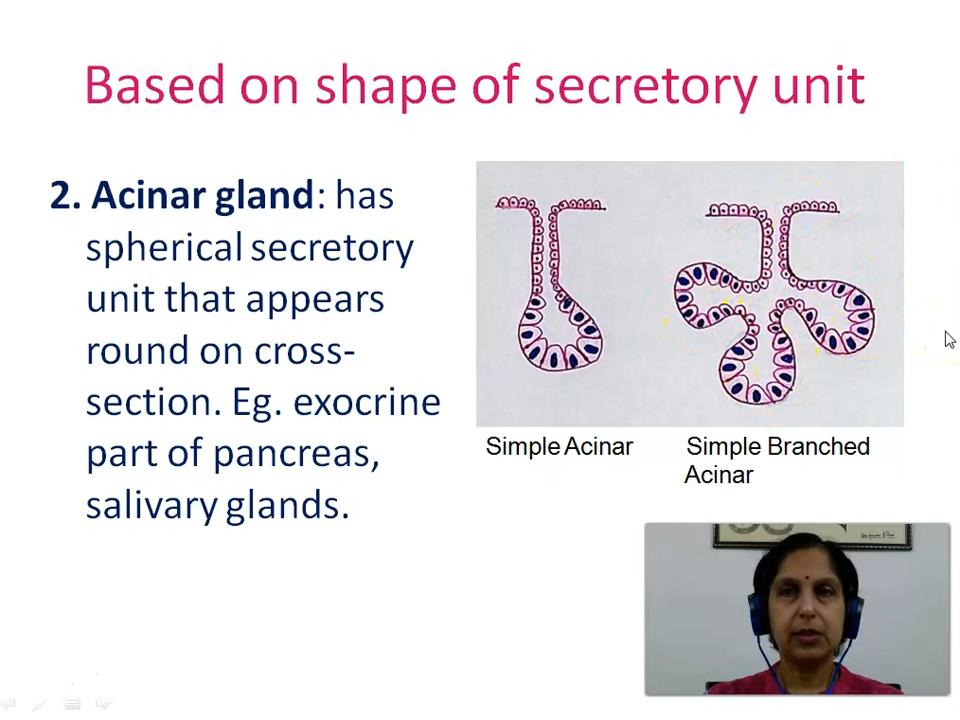 Based on shape of secretory unit
2. Acinar gland: has
spherical secretory
unit that appears
round on cross-
section. Eg. exocrine
part of pancreas,
salivary glands.
Simple Acinar
Simple Branched
Acinar